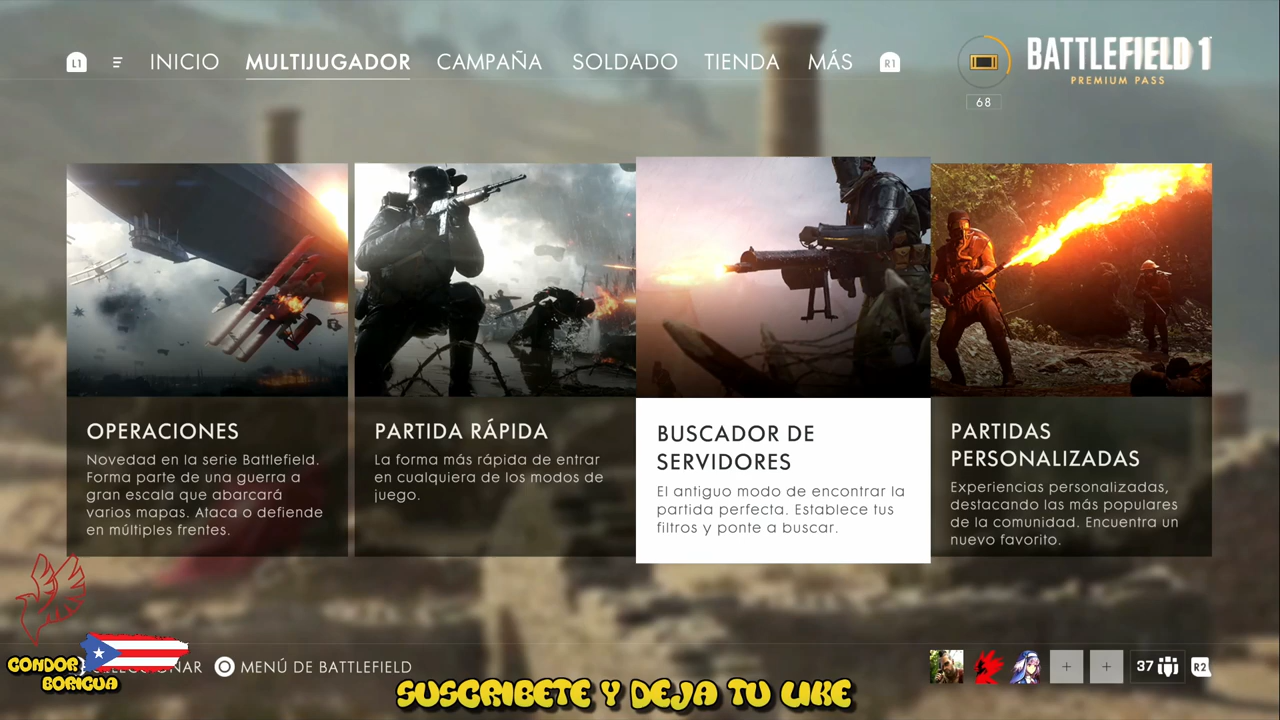 L1 INICIO MULTIJUGADOR CAMPAÑA SOLDADO TIENDA MÁS R1
BATTLEFIELD 1
PREMIUM PASS
68
OPERACIONES
Novedad en la serie Battlefield.
Forma parte de una guerra a
gran escala que abarcará
varios mapas. Ataca o defiende
en múltiples frentes.
PARTIDA RÁPIDA
La forma más rápida de entrar
en cualquiera de los modos de
juego.
BUSCADOR DE
SERVIDORES
El antiguo modo de encontrar la
partida perfecta. Establece tus
filtros y ponte a buscar.
PARTIDAS
PERSONALIZADAS
Experiencias personalizadas,
destacando las más populares
de la comunidad. Encuentra un
nuevo favorito.
CONDOR
BORIGUA
MENÚ DE BATTLEFIELD
37 R2
SUSCRIBETE Y DEJA TU LIKE